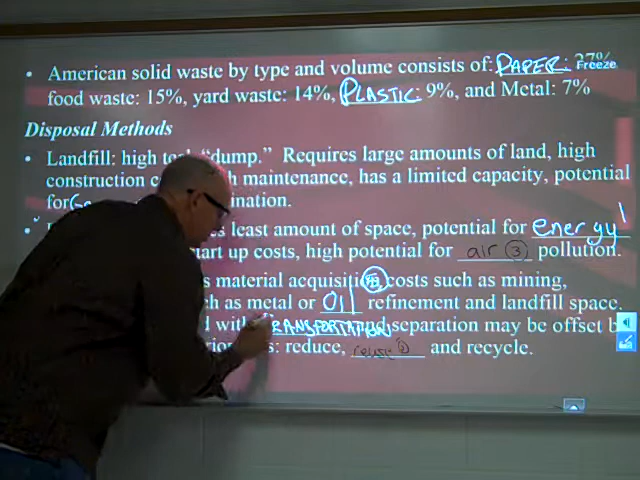 • American solid waste by type and volume consists of: PAPER: 37%
Freeze
food waste: 15%, yard waste: 14%, PLASTIC: 9%, and Metal: 7%
Disposal Methods
• Landfill: high "dump." Requires large amounts of land, high
construction maintenance, has a limited capacity, potential
for
least amount of space, potential for energy
start up costs, high potential for air ③ pollution.
material acquisition costs such as mining,
such as metal or OIL refinement and landfill space.
with TRANSPORTATION and separation may be offset
: reduce, reuse and recycle.